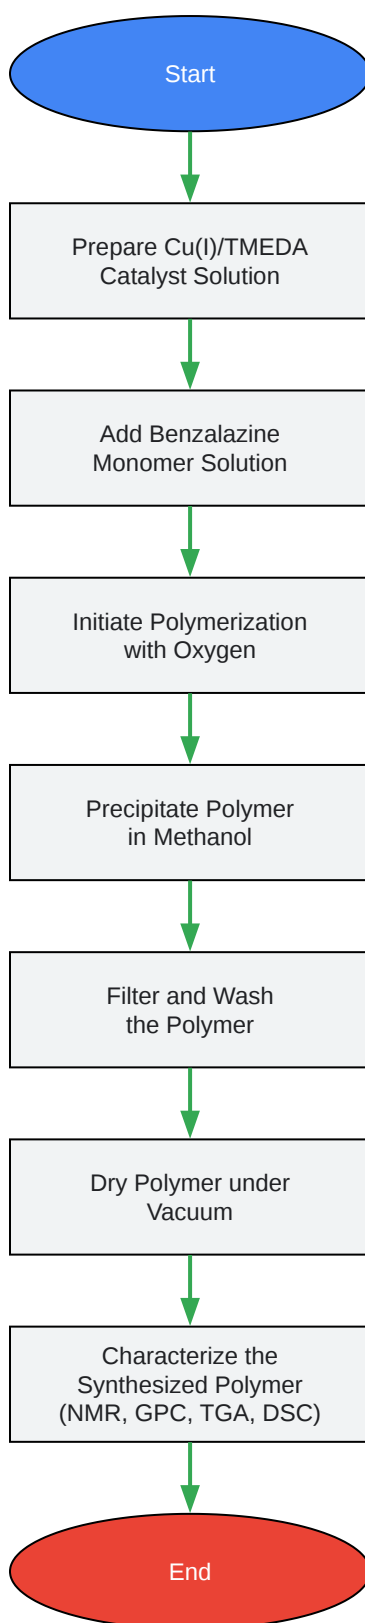 Start
Prepare Cu(I)/TMEDA
Catalyst Solution
Add Benzalazine
Monomer Solution
Initiate Polymerization
with Oxygen
Precipitate Polymer
in Methanol
Filter and Wash
the Polymer
Dry Polymer under
Vacuum
Characterize the
Synthesized Polymer
(NMR, GPC, TGA, DSC)
End